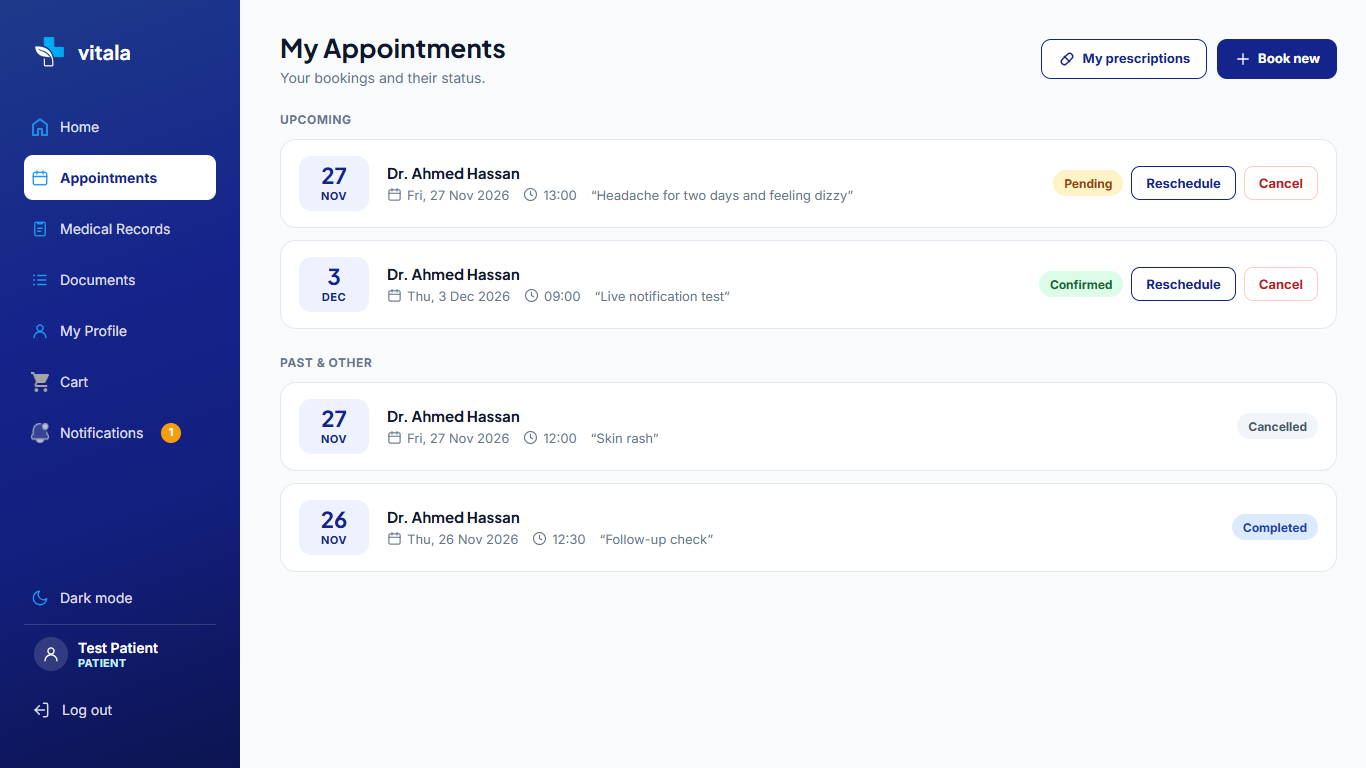 vitala
Home
Appointments
Medical Records
Documents
My Profile
Cart
Notifications 1
Dark mode
Test Patient
PATIENT
Log out
My Appointments
Your bookings and their status.
My prescriptions
Book new
UPCOMING
27
NOV
Dr. Ahmed Hassan
Fri, 27 Nov 2026 13:00 “Headache for two days and feeling dizzy”
Pending Reschedule Cancel
3
DEC
Dr. Ahmed Hassan
Thu, 3 Dec 2026 09:00 “Live notification test”
Confirmed Reschedule Cancel
PAST & OTHER
27
NOV
Dr. Ahmed Hassan
Fri, 27 Nov 2026 12:00 “Skin rash”
Cancelled
26
NOV
Dr. Ahmed Hassan
Thu, 26 Nov 2026 12:30 “Follow-up check”
Completed